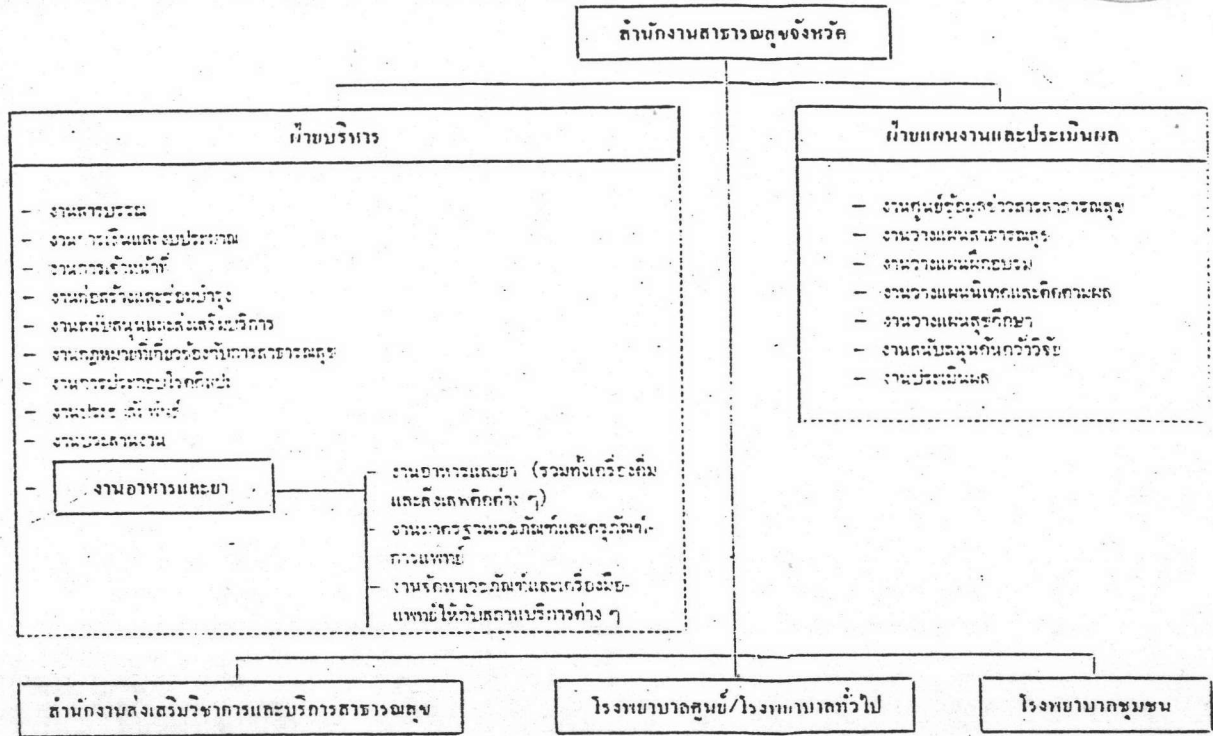 สำนักงานสาธารณสุขจังหวัด
ฝ่ายบริหาร
- งานสารบรรณ
- งานการเงินและงบประมาณ
- งานการเจ้าหน้าที่
- งานก่อสร้างและซ่อมบำรุง
- งานสนับสนุนและส่งเสริมบริการ
- งานกฎหมายที่เกี่ยวข้องกับการสาธารณสุข
- งานการประกอบโรคศิลปะ
- งานประชาสัมพันธ์
- งานประสานงาน
- งานอาหารและยา
- งานอาหารและยา (รวมทั้งเครื่องดื่ม
และสิ่งเสพติดต่าง ๆ)
- งานมาตรฐานเวชภัณฑ์และครุภัณฑ์-
การแพทย์
- งานจัดหาเวชภัณฑ์และเครื่องมือ-
แพทย์ให้กับสถานบริการต่าง ๆ
ฝ่ายแผนงานและประเมินผล
- งานศูนย์ข้อมูลข่าวสารสาธารณสุข
- งานวางแผนสาธารณสุข
- งานวางแผนฝึกอบรม
- งานวางแผนนิเทศและติดตามผล
- งานวางแผนสุขศึกษา
- งานสนับสนุนค้นคว้าวิจัย
- งานประเมินผล
สำนักงานส่งเสริมวิชาการและบริการสาธารณสุข
โรงพยาบาลศูนย์/โรงพยาบาลทั่วไป
โรงพยาบาลชุมชน